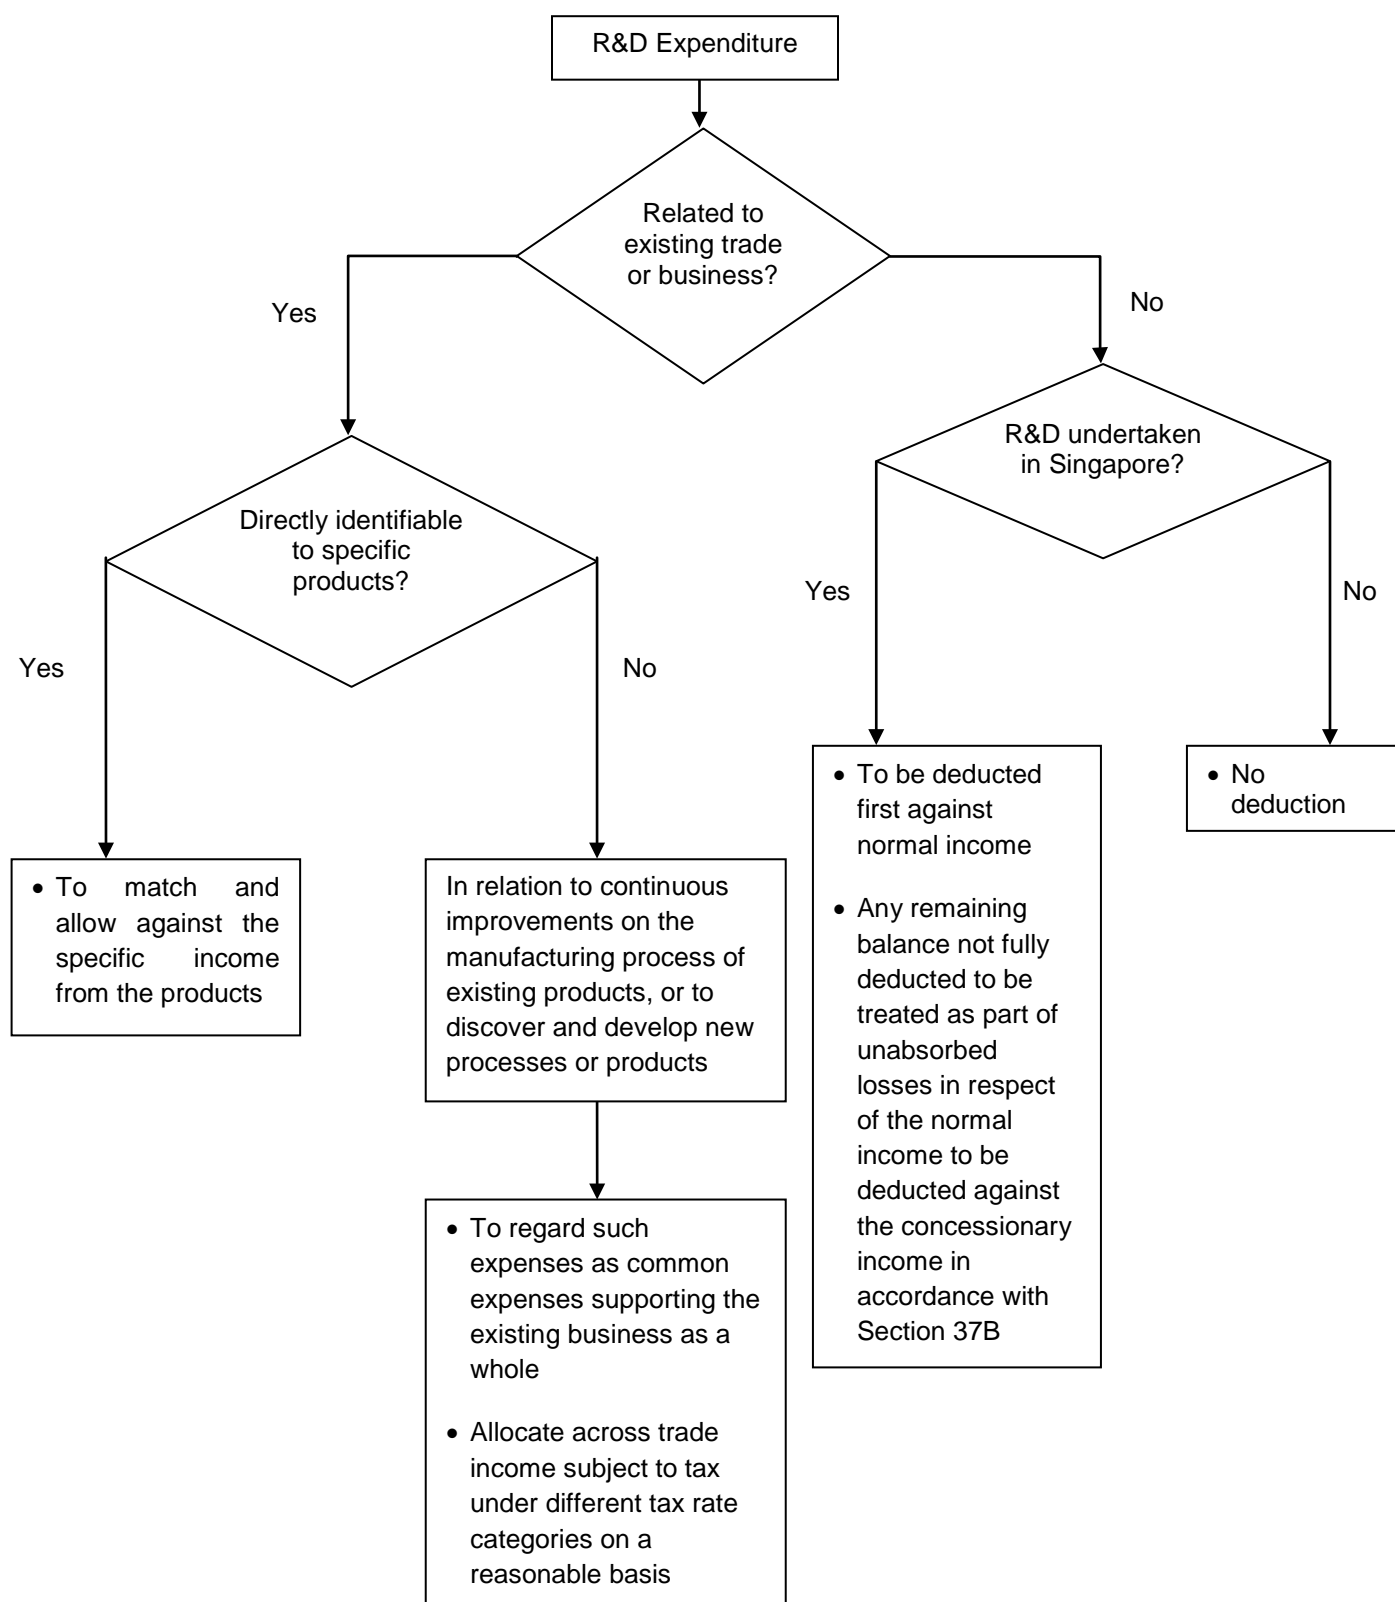 R&D Expenditure
Related to
existing trade
or business?
Yes
No
R&D undertaken
in Singapore?
Directly identifiable
to specific
products?
Yes
No
Yes
No
• To be deducted
first against
normal income
• Any remaining
balance not fully
deducted to be
treated as part of
unabsorbed
losses in respect
of the normal
income to be
deducted against
the concessionary
income in
accordance with
Section 37B
• No
deduction
• To match and
allow against the
specific income
from the products
In relation to continuous
improvements on the
manufacturing process of
existing products, or to
discover and develop new
processes or products
• To regard such
expenses as common
expenses supporting the
existing business as a
whole
• Allocate across trade
income subject to tax
under different tax rate
categories on a
reasonable basis